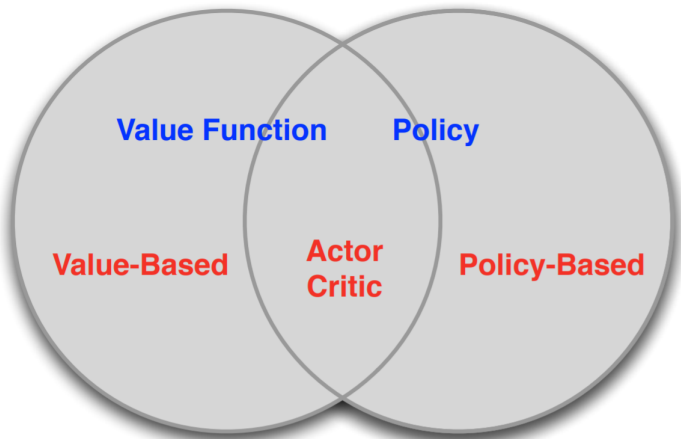 Value Function
Policy
Value-Based
Actor
Critic
Policy-Based